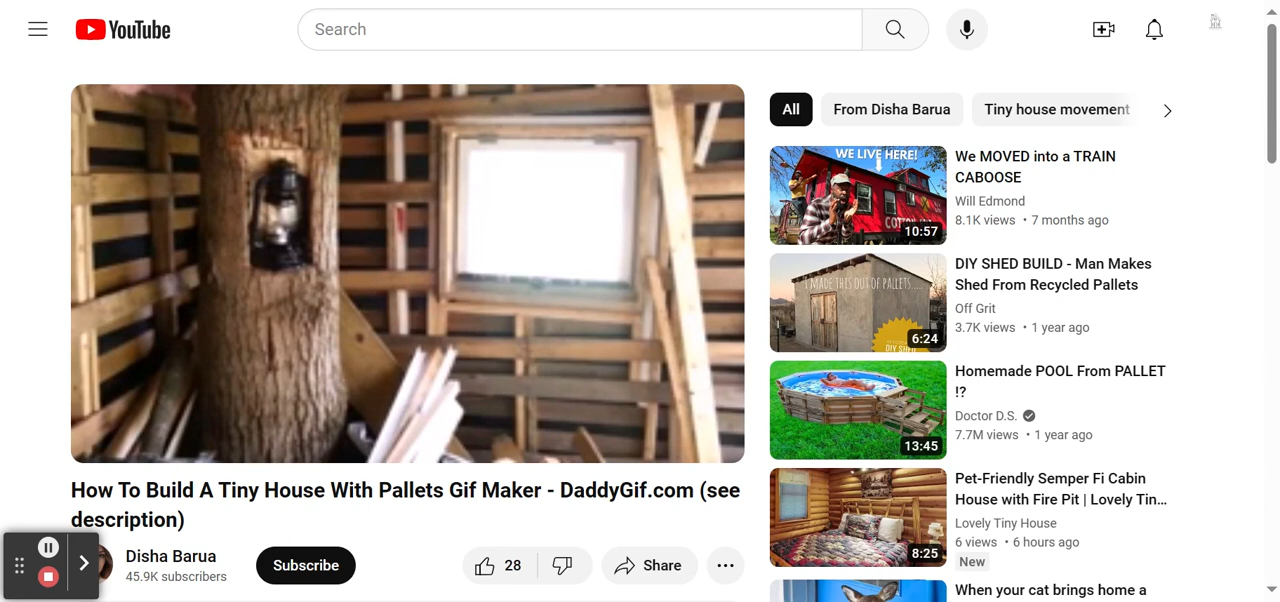 YouTube
Search
All
From Disha Barua
Tiny house movement
WE LIVE HERE!
10:57
We MOVED into a TRAIN
CABOOSE
Will Edmond
8.1K views • 7 months ago
I MADE THIS OUT OF PALLETS.....
6:24
DIY SHED BUILD - Man Makes
Shed From Recycled Pallets
Off Grit
3.7K views • 1 year ago
13:45
Homemade POOL From PALLET
!?
Doctor D.S.
7.7M views • 1 year ago
8:25
Pet-Friendly Semper Fi Cabin
House with Fire Pit | Lovely Tin...
Lovely Tiny House
6 views • 6 hours ago
New
When your cat brings home a
How To Build A Tiny House With Pallets Gif Maker - DaddyGif.com (see
description)
Disha Barua
45.9K subscribers
Subscribe
28
Share